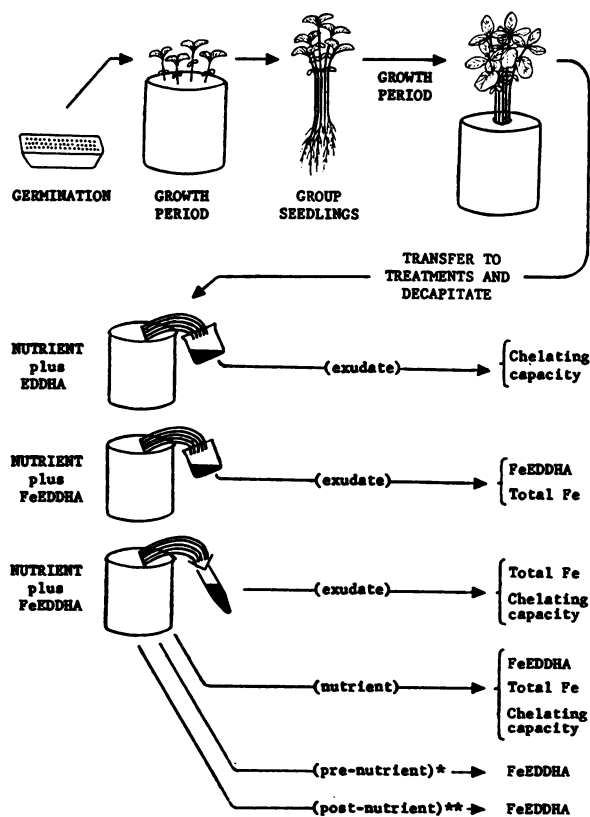 GERMINATION
GROWTH
PERIOD
GROUP
SEEDLINGS
GROWTH
PERIOD
TRANSFER TO
TREATMENTS AND
DECAPITATE
NUTRIENT
plus
EDDHA
(exudate)
Chelating
capacity
NUTRIENT
plus
FeEDDHA
(exudate)
FeEDDHA
Total Fe
NUTRIENT
plus
FeEDDHA
(exudate)
Total Fe
Chelating
capacity
(nutrient)
FeEDDHA
Total Fe
Chelating
capacity
(pre-nutrient)*
FeEDDHA
(post-nutrient)**
FeEDDHA